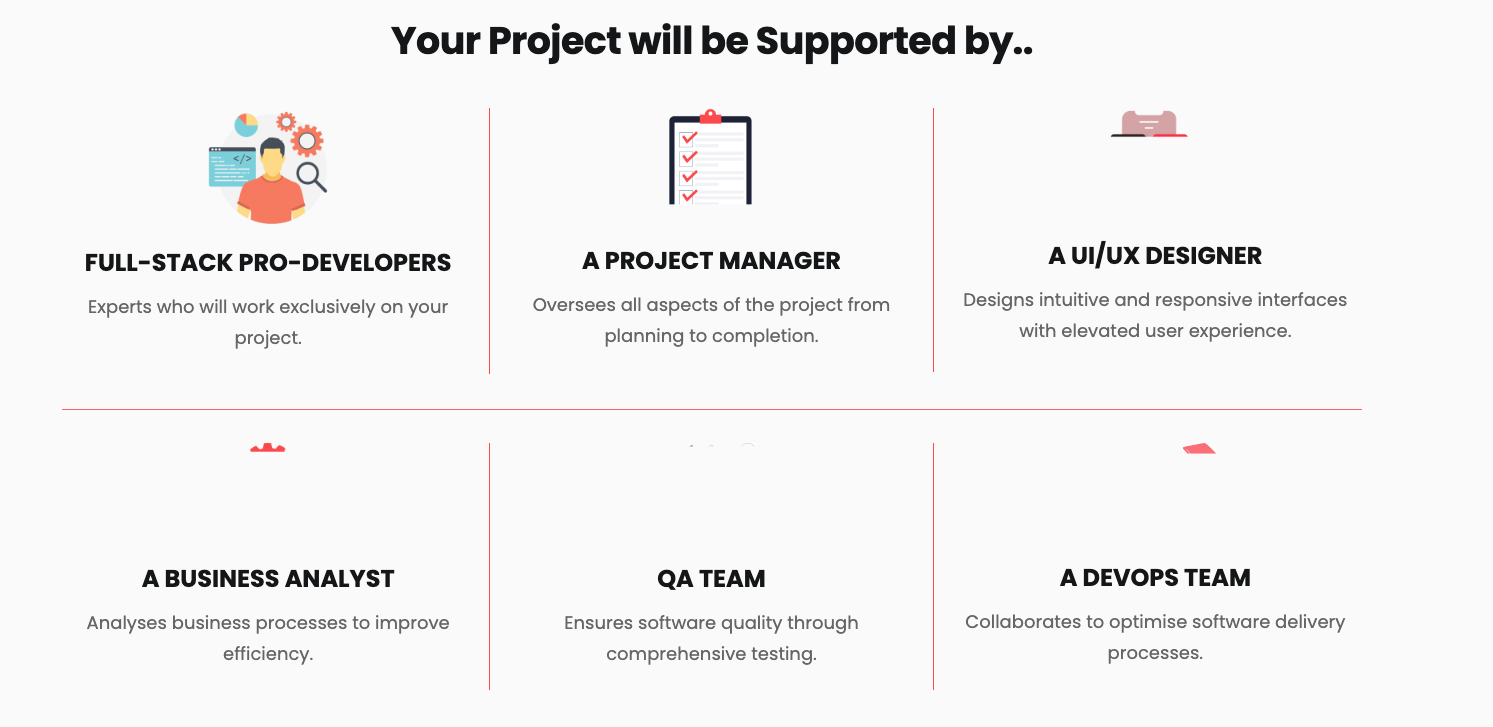 Your Project will be Supported by..
</>
FULL-STACK PRO-DEVELOPERS
Experts who will work exclusively on your
project.
A PROJECT MANAGER
Oversees all aspects of the project from
planning to completion.
A UI/UX DESIGNER
Designs intuitive and responsive interfaces
with elevated user experience.
A BUSINESS ANALYST
Analyses business processes to improve
efficiency.
QA TEAM
Ensures software quality through
comprehensive testing.
A DEVOPS TEAM
Collaborates to optimise software delivery
processes.